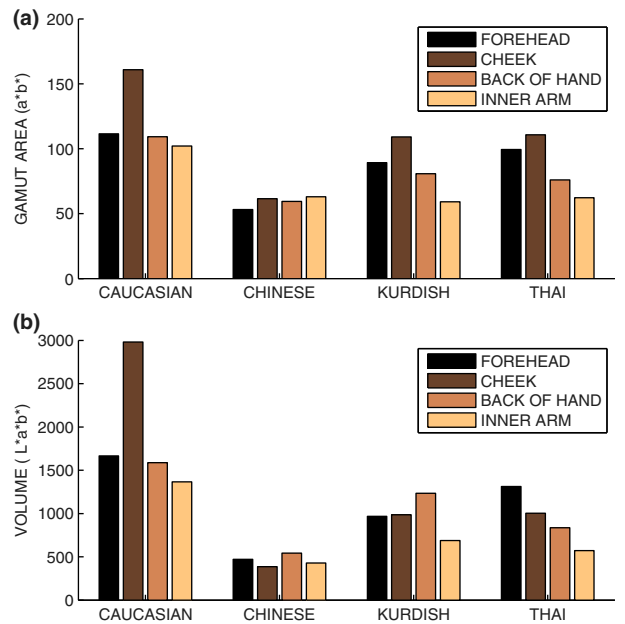 (a)
200
150
100
50
0
GAMUT AREA (a*b*)
FOREHEAD
CHEEK
BACK OF HAND
INNER ARM
CAUCASIAN CHINESE KURDISH THAI
(b)
3000
2500
2000
1500
1000
500
0
VOLUME ( L*a*b*)
FOREHEAD
CHEEK
BACK OF HAND
INNER ARM
CAUCASIAN CHINESE KURDISH THAI